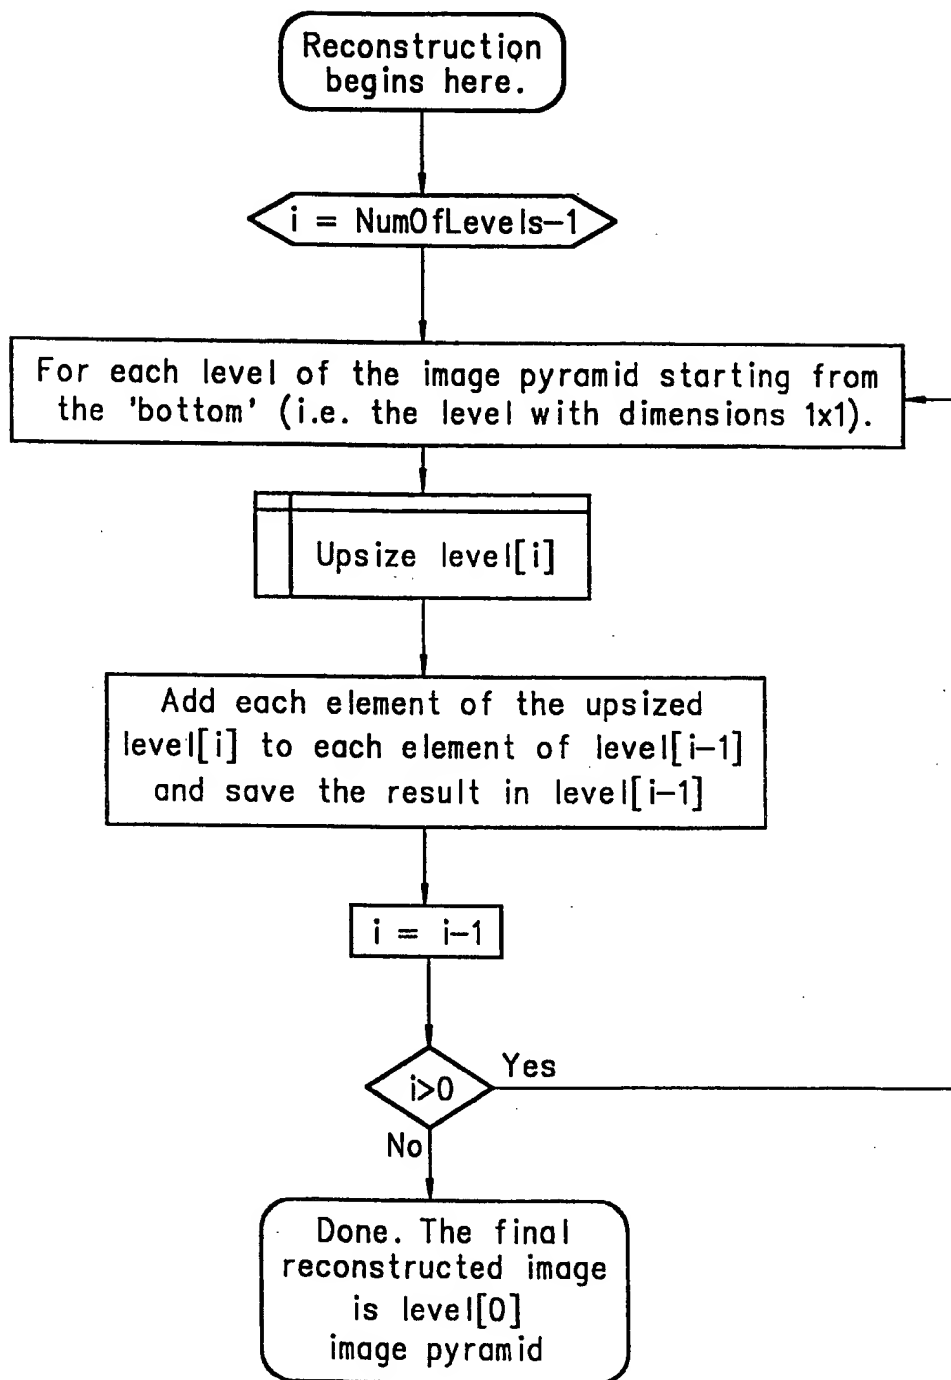 Reconstruction
begins here.
i = NumOfLevels-1
For each level of the image pyramid starting from
the 'bottom' (i.e. the level with dimensions 1x1).
Upsize level[i]
Add each element of the upsized
level[i] to each element of level[i-1]
and save the result in level[i-1]
i = i-1
i>0
Yes
No
Done. The final
reconstructed image
is level[0]
image pyramid